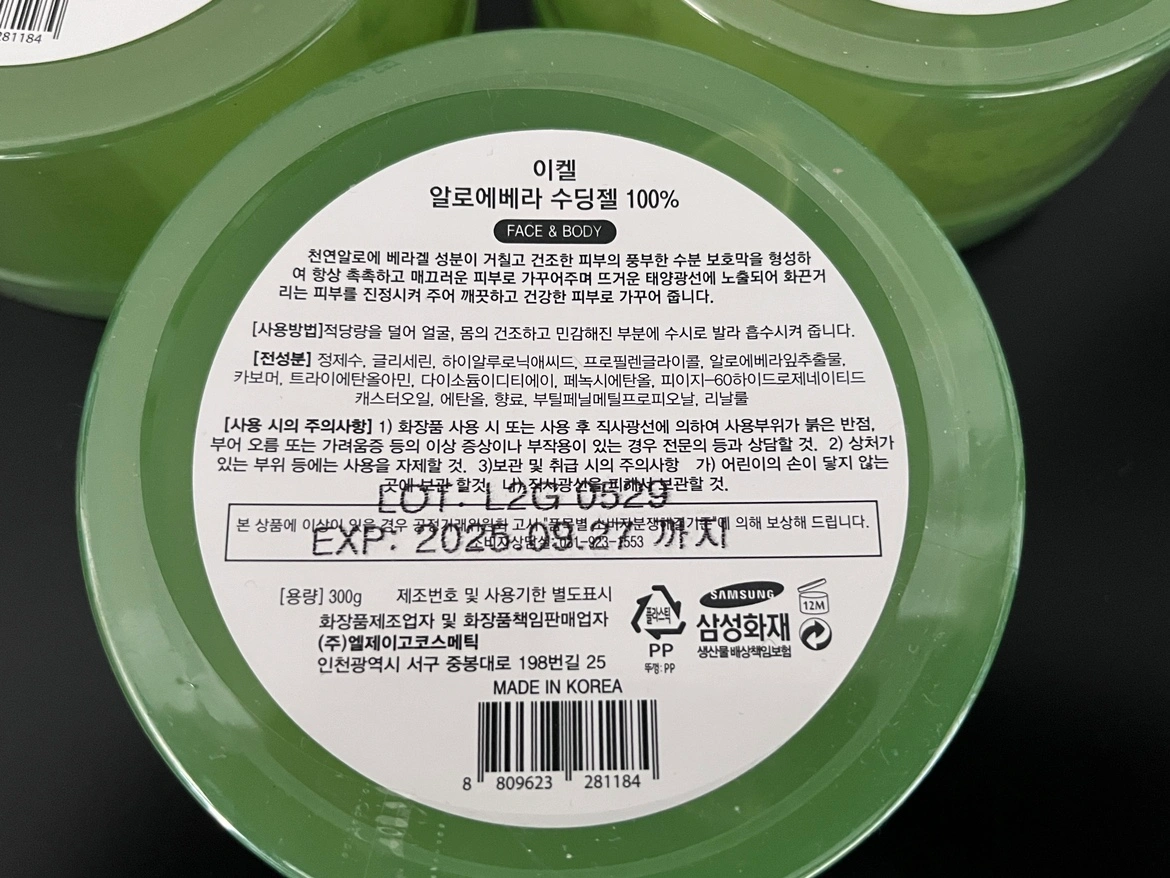 281184
이켈
알로에베라 수딩젤 100%
FACE & BODY
천연알로에 베라겔 성분이 거칠고 건조한 피부의 풍부한 수분 보호막을 형성하
여 항상 촉촉하고 매끄러운 피부로 가꾸어주며 뜨거운 태양광선에 노출되어 화끈거
리는 피부를 진정시켜 주어 깨끗하고 건강한 피부로 가꾸어 줍니다.
[사용방법]적당량을 덜어 얼굴, 몸의 건조하고 민감해진 부분에 수시로 발라 흡수시켜 줍니다.
[전성분] 정제수, 글리세린, 하이알루로닉애씨드, 프로필렌글라이콜, 알로에베라잎추출물,
카보머, 트라이에탄올아민, 다이소듐이디티에이, 페녹시에탄올, 피이지-60하이드로제네이티드
캐스터오일, 에탄올, 향료, 부틸페닐메틸프로피오날, 리날룰
[사용 시의 주의사항] 1) 화장품 사용 시 또는 사용 후 직사광선에 의하여 사용부위가 붉은 반점,
부어 오름 또는 가려움증 등의 이상 증상이나 부작용이 있는 경우 전문의 등과 상담할 것. 2) 상처가
있는 부위 등에는 사용을 자제할 것. 3)보관 및 취급 시의 주의사항 가) 어린이의 손이 닿지 않는
곳에 보관 할것. 나) 직사광선을 피해서 보관할 것.
LOT: L2G 0529
본 상품에 이상이 있을 경우 공정거래위원회 고시 "품목별 소비자분쟁해결기준"에 의해 보상해 드립니다.
소비자상담실: 031-923-1553
EXP: 2025 09.27 까지
[용량] 300g 제조번호 및 사용기한 별도표시
화장품제조업자 및 화장품책임판매업자
(주)엘제이고코스메틱
인천광역시 서구 중봉대로 198번길 25
플라스틱
PP
뚜껑: PP
SAMSUNG
삼성화재
생산물 배상책임보험
12M
MADE IN KOREA
8 809623 281184